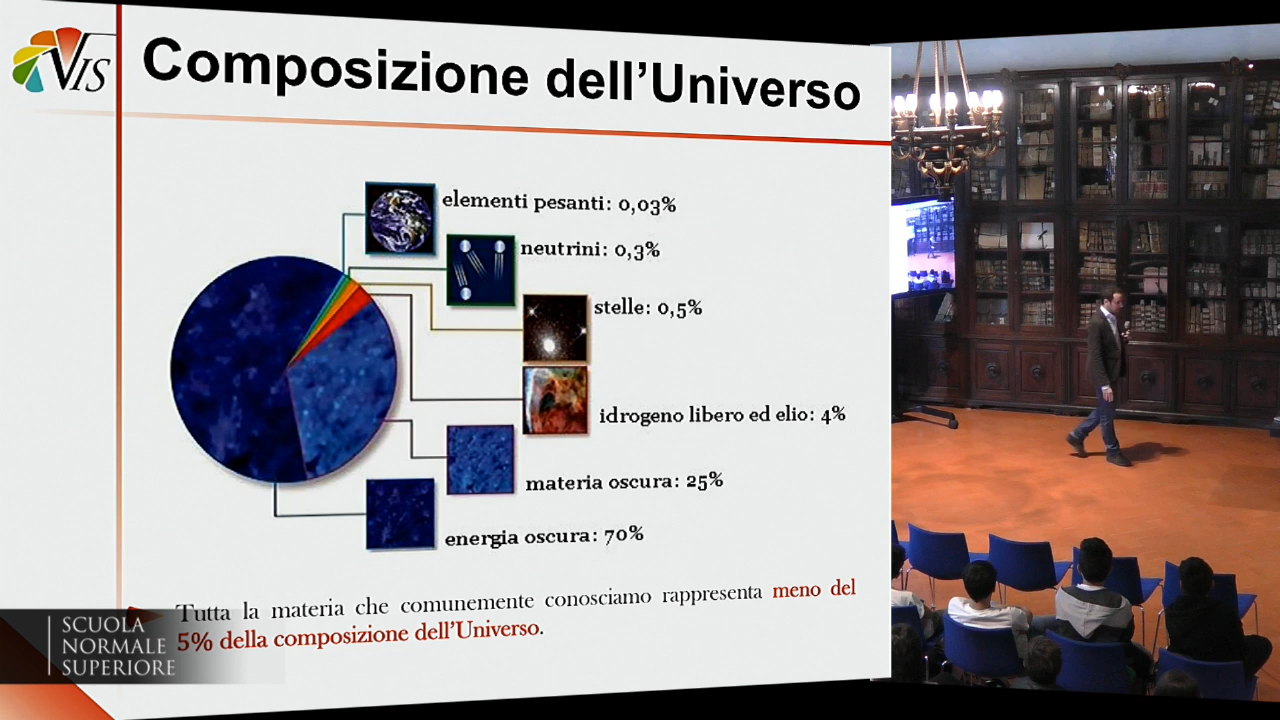 VIS
Composizione dell'Universo
elementi pesanti: 0,03%
neutrini: 0,3%
stelle: 0,5%
idrogeno libero ed elio: 4%
materia oscura: 25%
energia oscura: 70%
Tutta la materia che comunemente conosciamo rappresenta meno del
5% della composizione dell'Universo.
SCUOLA
NORMALE
SUPERIORE